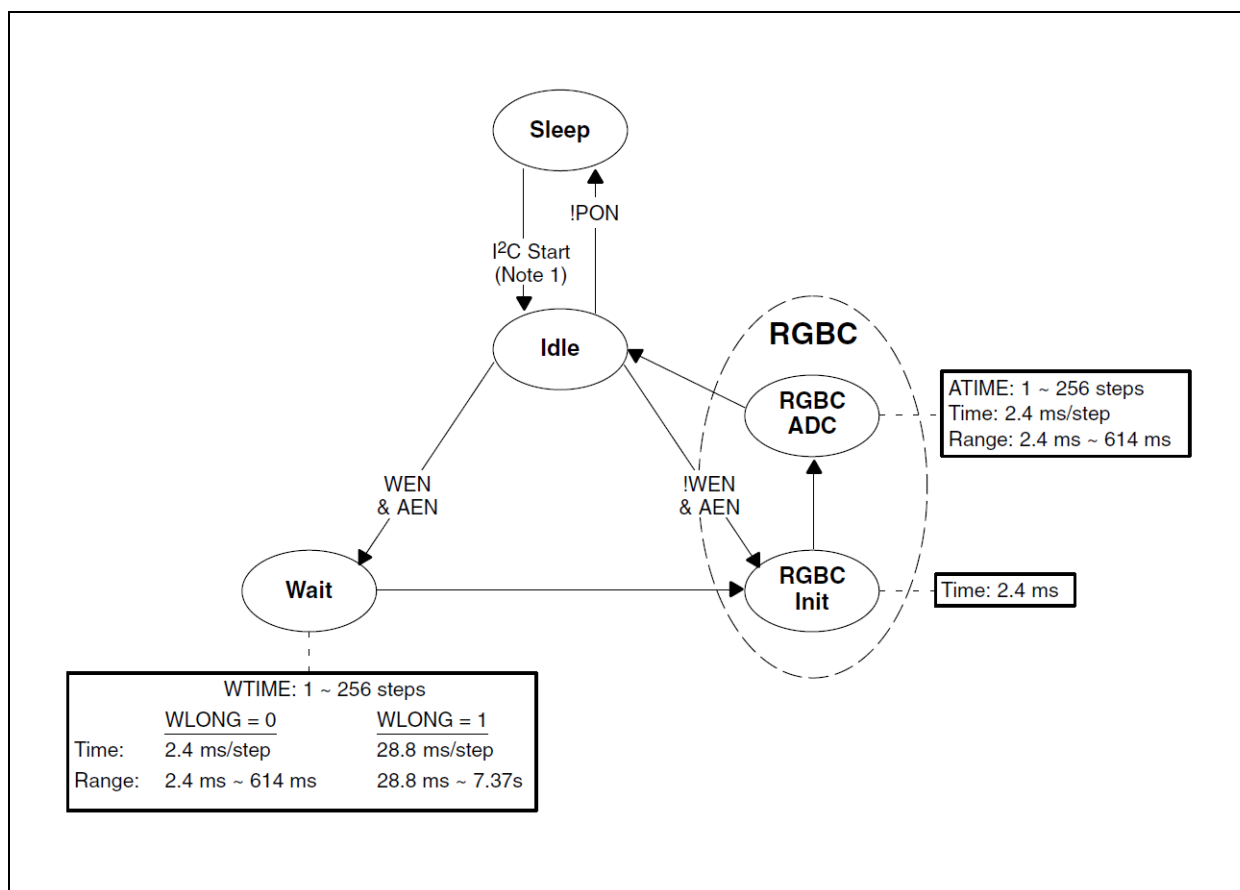 Sleep
!PON
I²C Start
(Note 1)
Idle
RGBC
RGBC
ADC
ATIME: 1 ~ 256 steps
Time: 2.4 ms/step
Range: 2.4 ms ~ 614 ms
WEN
& AEN
!WEN
& AEN
Wait
RGBC
Init
Time: 2.4 ms
WTIME: 1 ~ 256 steps
WLONG = 0 WLONG = 1
Time: 2.4 ms/step 28.8 ms/step
Range: 2.4 ms ~ 614 ms 28.8 ms ~ 7.37s